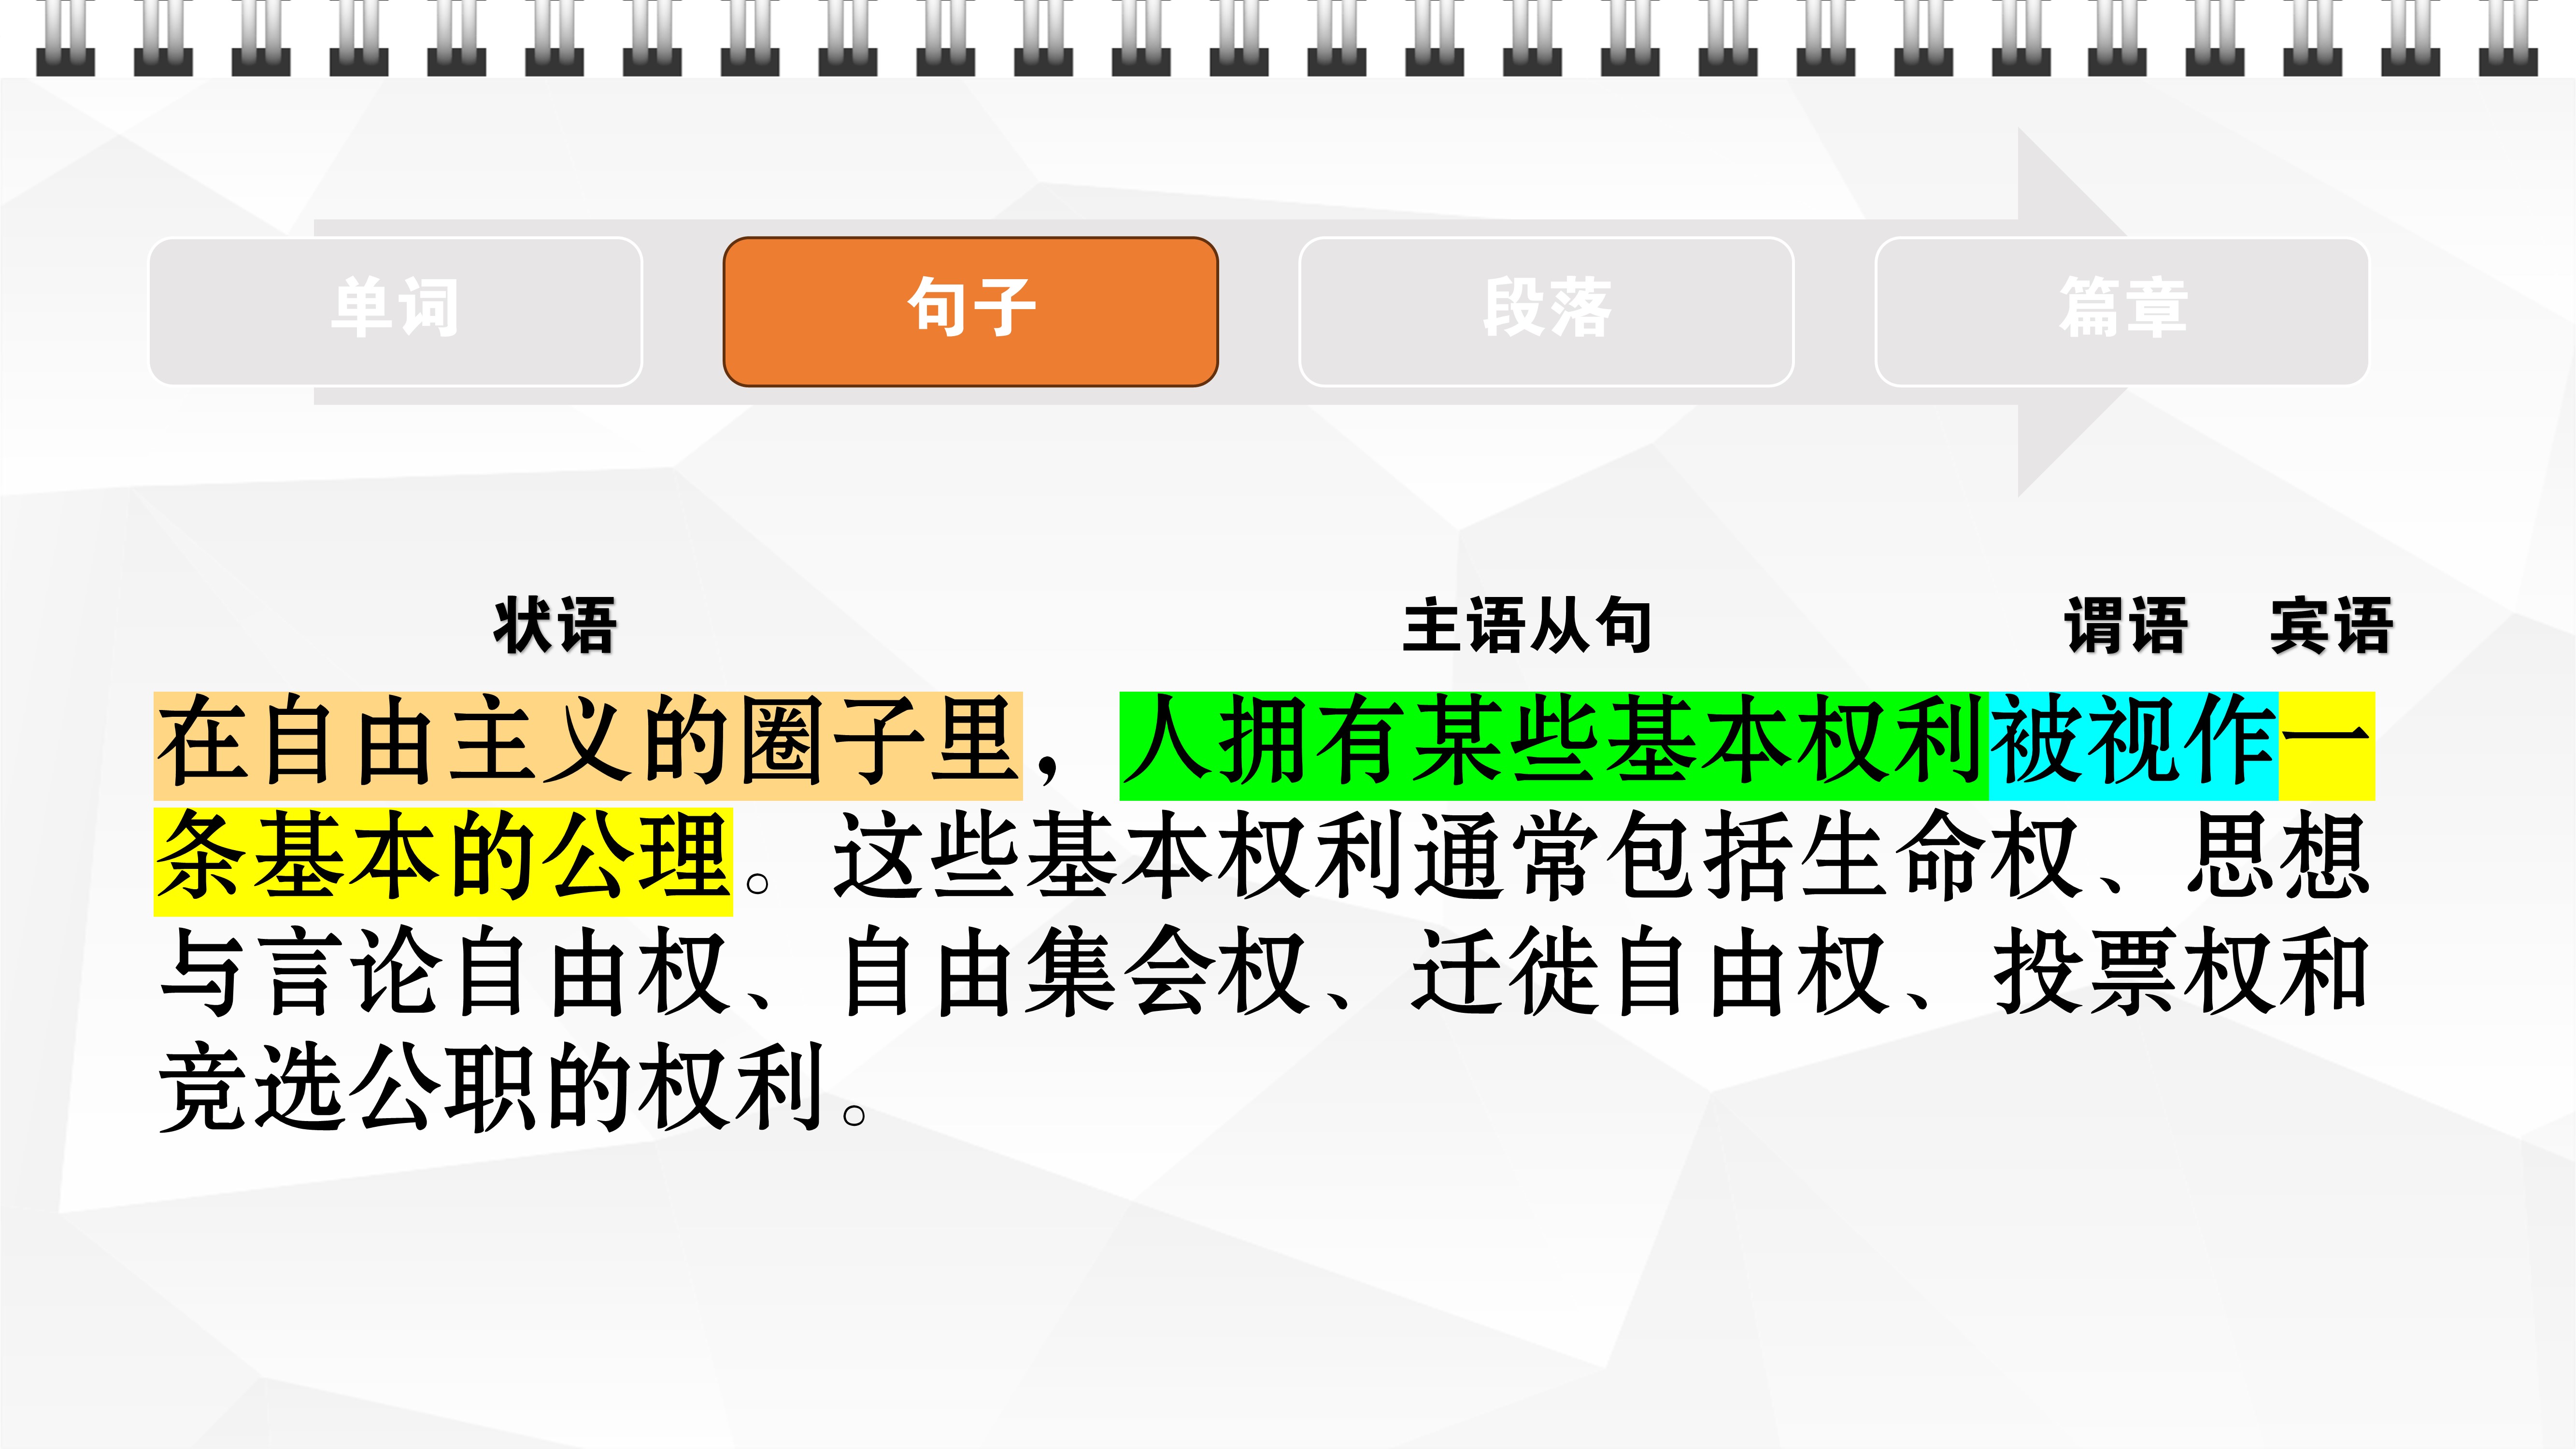 单词 句子 段落 篇章
状语 主语从句 谓语 宾语
在自由主义的圈子里，人拥有某些基本权利被视作一
条基本的公理。这些基本权利通常包括生命权、思想
与言论自由权、自由集会权、迁徙自由权、投票权和
竞选公职的权利。